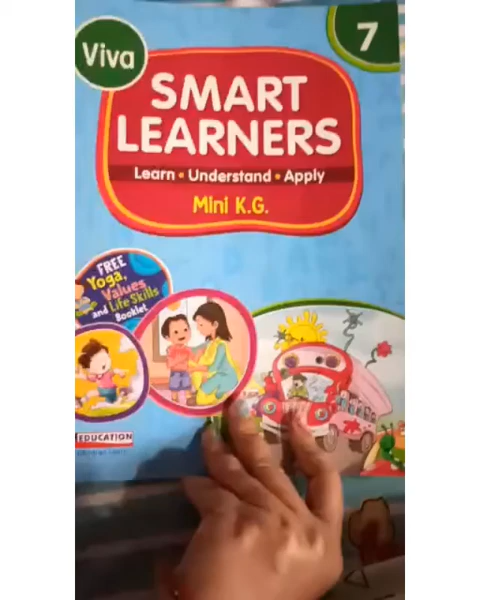 Viva
7
SMART
LEARNERS
Learn • Understand • Apply
Mini K.G.
FREE
Yoga,
Values
and Life Skills
Booklet
EDUCATION